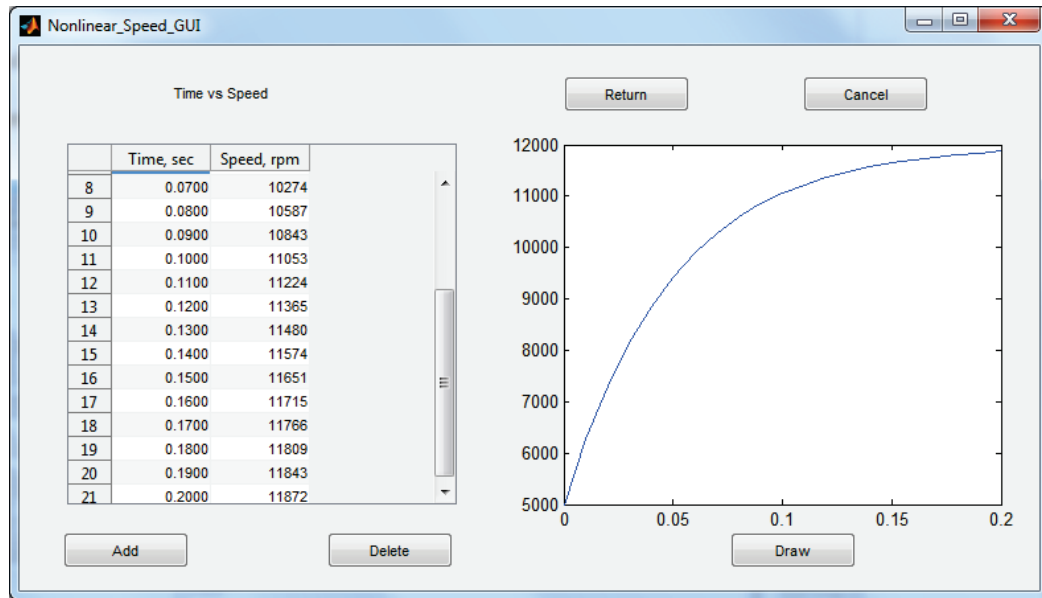 Nonlinear_Speed_GUI
Time vs Speed
Return
Cancel
Time, sec Speed, rpm
8 0.0700 10274
9 0.0800 10587
10 0.0900 10843
11 0.1000 11053
12 0.1100 11224
13 0.1200 11365
14 0.1300 11480
15 0.1400 11574
16 0.1500 11651
17 0.1600 11715
18 0.1700 11766
19 0.1800 11809
20 0.1900 11843
21 0.2000 11872
Add
Delete
12000
11000
10000
9000
8000
7000
6000
5000
0 0.05 0.1 0.15 0.2
Draw